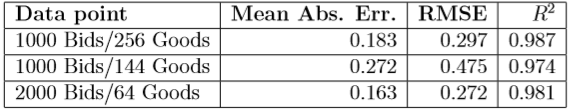 Data point Mean Abs. Err. RMSE R²
1000 Bids/256 Goods 0.183 0.297 0.987
1000 Bids/144 Goods 0.272 0.475 0.974
2000 Bids/64 Goods 0.163 0.272 0.981